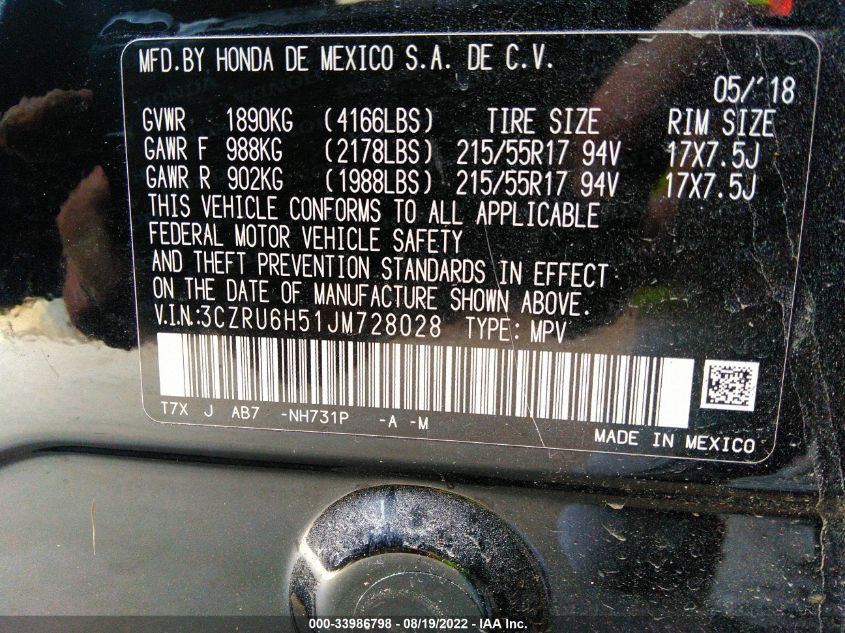 MFD.BY HONDA DE MEXICO S.A. DE C.V.
05/'18
GVWR 1890KG (4166LBS) TIRE SIZE RIM SIZE
GAWR F 988KG (2178LBS) 215/55R17 94V 17X7.5J
GAWR R 902KG (1988LBS) 215/55R17 94V 17X7.5J
THIS VEHICLE CONFORMS TO ALL APPLICABLE
FEDERAL MOTOR VEHICLE SAFETY
AND THEFT PREVENTION STANDARDS IN EFFECT
ON THE DATE OF MANUFACTURE SHOWN ABOVE.
V.I.N.:3CZRU6H51JM728028 TYPE: MPV
T7X J AB7 -NH731P -A -M
MADE IN MEXICO
000-33986798 - 08/19/2022 - IAA Inc.